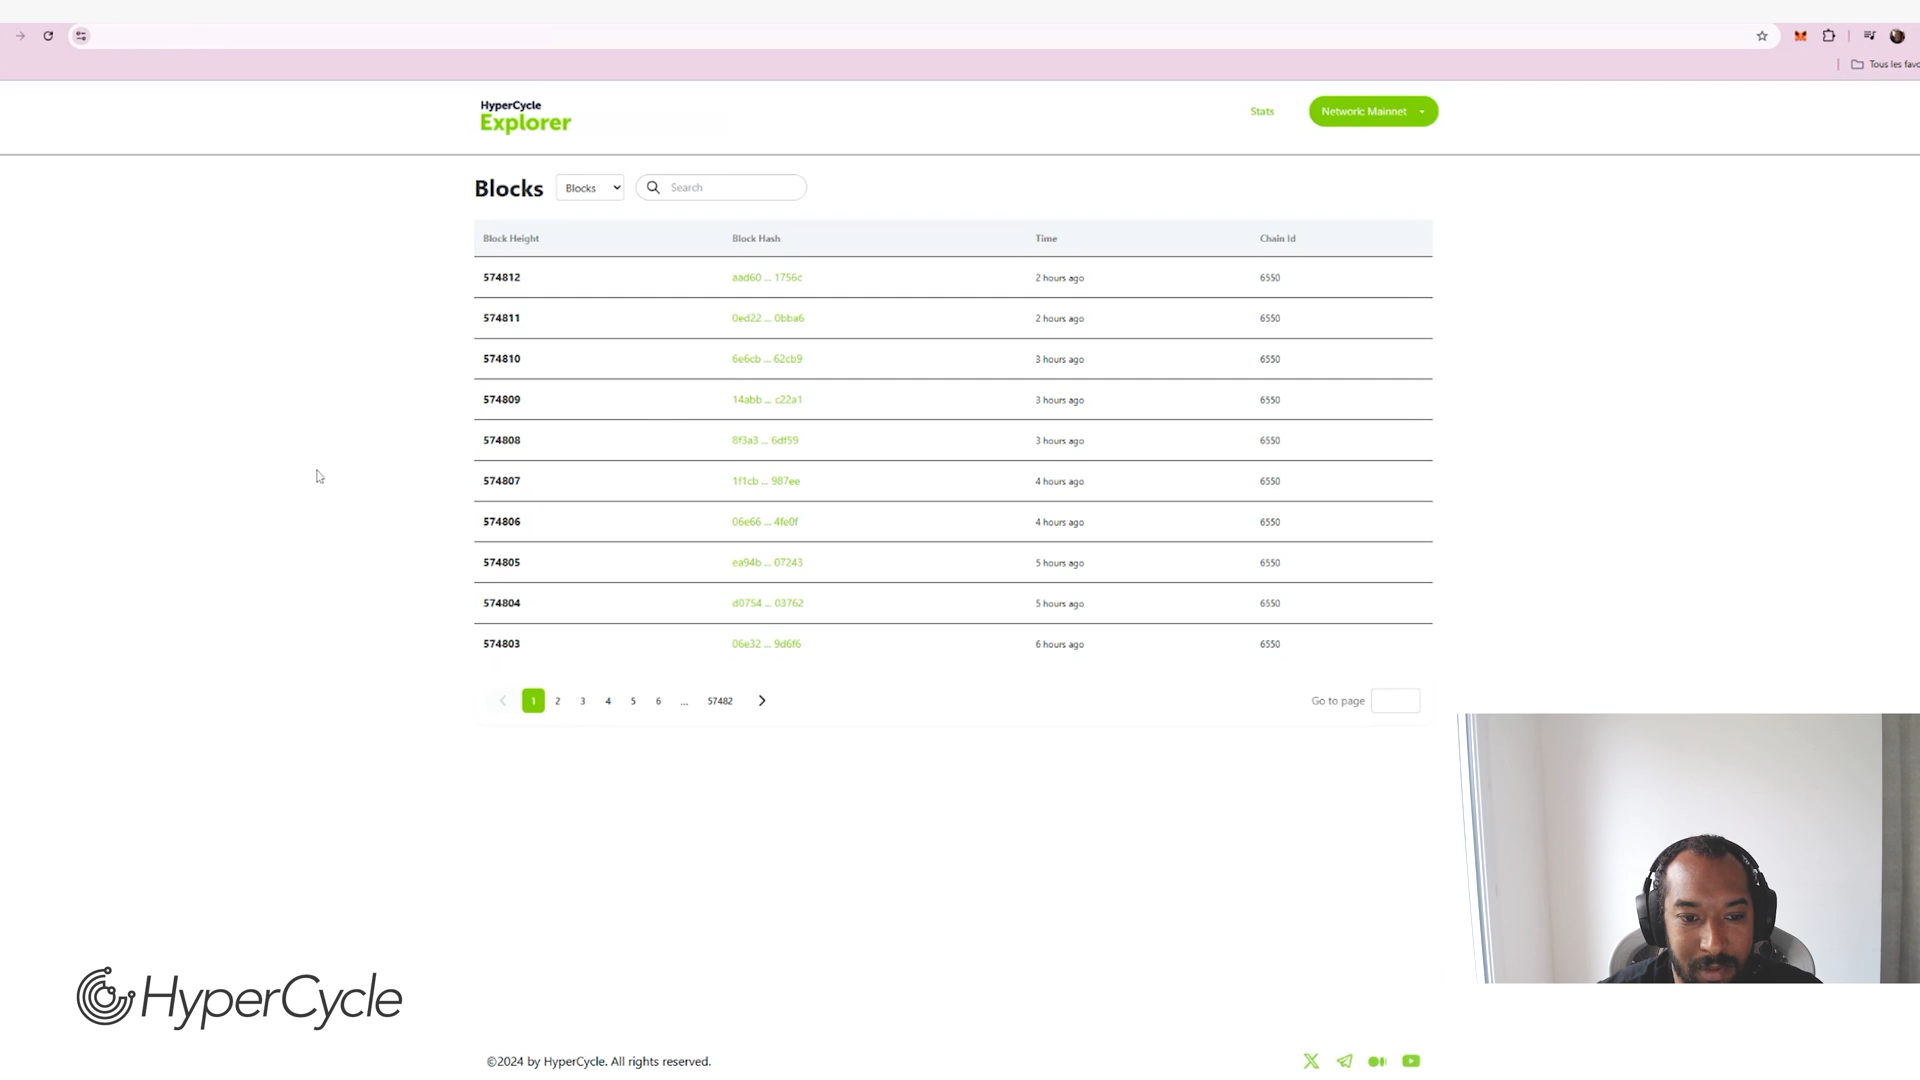 Tous les favo
HyperCycle
Explorer
Stats
Network: Mainnet
Blocks
Blocks
Search
Block Height Block Hash Time Chain Id
574812 aad60 ... 1756c 2 hours ago 6550
574811 0ed22 ... 0bba6 2 hours ago 6550
574810 6e6cb ... 62cb9 3 hours ago 6550
574809 14abb ... c22a1 3 hours ago 6550
574808 8f3a3 ... 6df59 3 hours ago 6550
574807 1f1cb ... 987ee 4 hours ago 6550
574806 06e66 ... 4fe0f 4 hours ago 6550
574805 ea94b ... 07243 5 hours ago 6550
574804 d0754 ... 03762 5 hours ago 6550
574803 06e32 ... 9d6f6 6 hours ago 6550
1 2 3 4 5 6 ... 57482
Go to page
HyperCycle
©2024 by HyperCycle. All rights reserved.